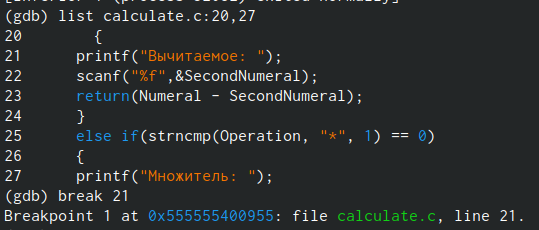 (gdb) list calculate.c:20,27
20 {
21 printf("Вычитаемое: ");
22 scanf("%f",&SecondNumeral);
23 return(Numeral - SecondNumeral);
24 }
25 else if(strncmp(Operation, "*", 1) == 0)
26 {
27 printf("Множитель: ");
(gdb) break 21
Breakpoint 1 at 0x555555400955: file calculate.c, line 21.